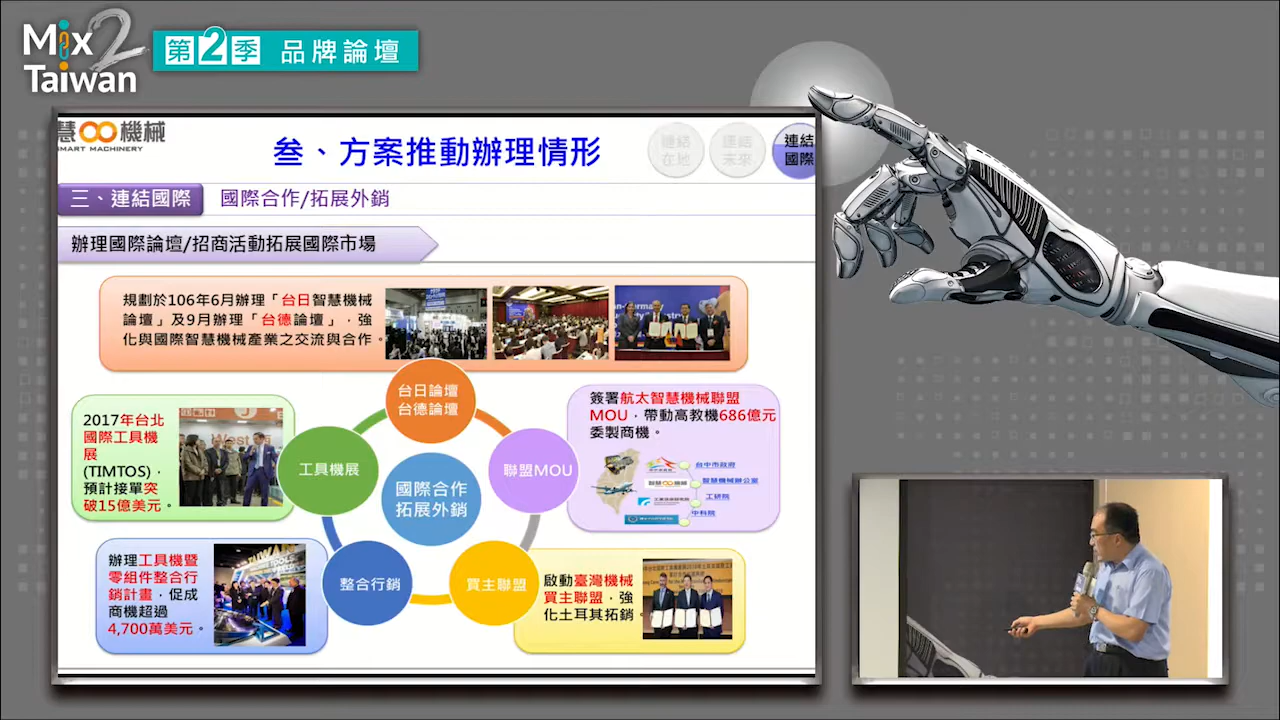 Mix 2
Taiwan
第2季 品牌論壇
慧 機械
SMART MACHINERY
叁、方案推動辦理情形
連結
在地
連結
未來
連結
國際
三、連結國際
國際合作/拓展外銷
辦理國際論壇/招商活動拓展國際市場
規劃於106年6月辦理「台日智慧機械
論壇」及9月辦理「台德論壇」，強
化與國際智慧機械產業之交流與合作。
台日論壇
台德論壇
2017年台北
國際工具機
展
(TIMTOS)，
預計接單突
破15億美元。
工具機展
聯盟MOU
國際合作
拓展外銷
簽署航太智慧機械聯盟
MOU，帶動高教機686億元
委製商機。
台中市政府
智慧機械辦公室
工研院
中科院
辦理工具機暨
零組件整合行
銷計畫，促成
商機超過
4,700萬美元。
整合行銷
買主聯盟
啟動臺灣機械
買主聯盟，強
化土耳其拓銷。